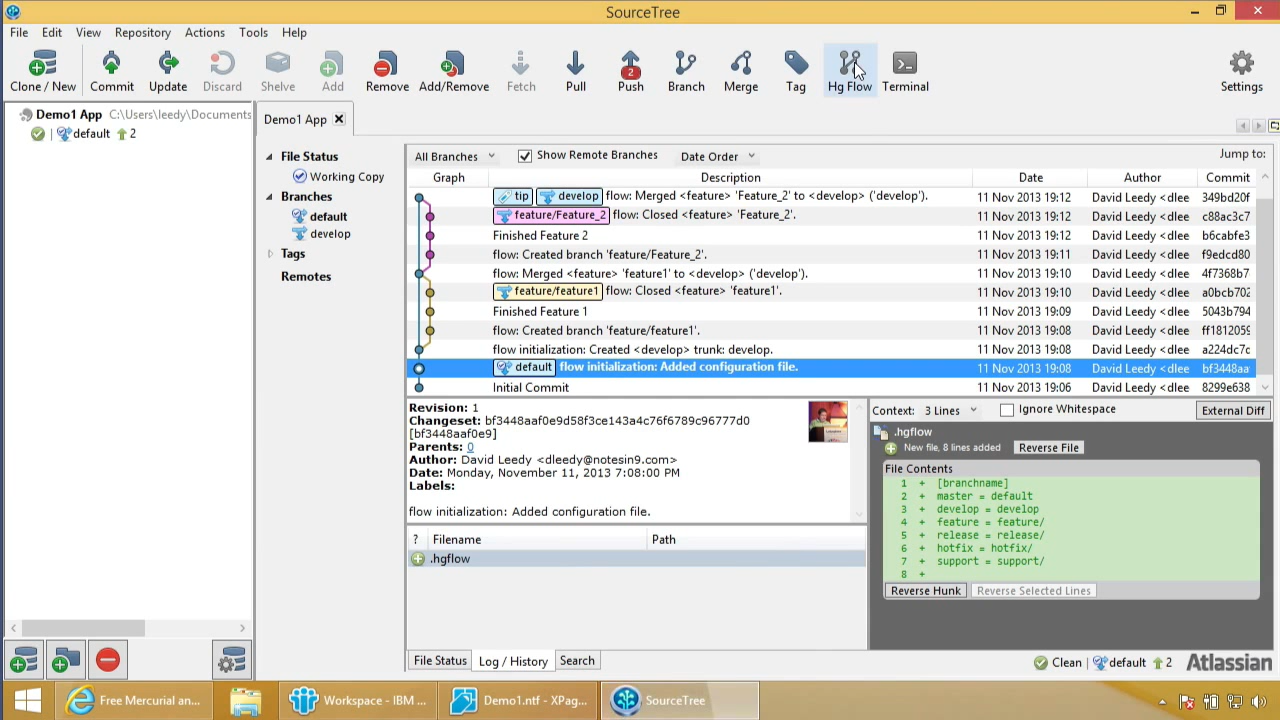 SourceTree
File Edit View Repository Actions Tools Help
Clone / New Commit Update Discard Shelve Add Remove Add/Remove Fetch Pull Push Branch Merge Tag Hg Flow Terminal Settings
2
Demo1 App C:\Users\leedy\Documents
default 2
Demo1 App
File Status
Working Copy
Branches
default
develop
Tags
Remotes
All Branches Show Remote Branches Date Order Jump to:
Graph Description Date Author Commit
tip develop flow: Merged <feature> 'Feature_2' to <develop> ('develop'). 11 Nov 2013 19:12 David Leedy <dlee 349bd20f
feature/Feature_2 flow: Closed <feature> 'Feature_2'. 11 Nov 2013 19:12 David Leedy <dlee c88ac3c7
Finished Feature 2 11 Nov 2013 19:12 David Leedy <dlee b6cabfe3
flow: Created branch 'feature/Feature_2'. 11 Nov 2013 19:11 David Leedy <dlee f9edcd80
flow: Merged <feature> 'feature1' to <develop> ('develop'). 11 Nov 2013 19:10 David Leedy <dlee 4f7368b7
feature/feature1 flow: Closed <feature> 'feature1'. 11 Nov 2013 19:10 David Leedy <dlee a0bcb702
Finished Feature 1 11 Nov 2013 19:09 David Leedy <dlee 5043b794
flow: Created branch 'feature/feature1'. 11 Nov 2013 19:08 David Leedy <dlee ff181205
flow initialization: Created <develop> trunk: develop. 11 Nov 2013 19:08 David Leedy <dlee a224dc7c
default flow initialization: Added configuration file. 11 Nov 2013 19:08 David Leedy <dlee bf3448aa
Initial Commit 11 Nov 2013 19:06 David Leedy <dlee 8299e638
Revision: 1
Changeset: bf3448aaf0e9d58f3ce143a4c76f6789c96777d0
[bf3448aaf0e9]
Parents: 0
Author: David Leedy <dleedy@notesin9.com>
Date: Monday, November 11, 2013 7:08:00 PM
Labels:
flow initialization: Added configuration file.
? Filename Path
.hgflow
Context: 3 Lines Ignore Whitespace External Diff
.hgflow
New file, 8 lines added Reverse File
File Contents
1 + [branchname]
2 + master = default
3 + develop = develop
4 + feature = feature/
5 + release = release/
6 + hotfix = hotfix/
7 + support = support/
8 +
Reverse Hunk Reverse Selected Lines
File Status Log / History Search
Clean default 2 Atlassian
Free Mercurial an... Workspace - IBM ... Demo1.ntf - XPag... SourceTree